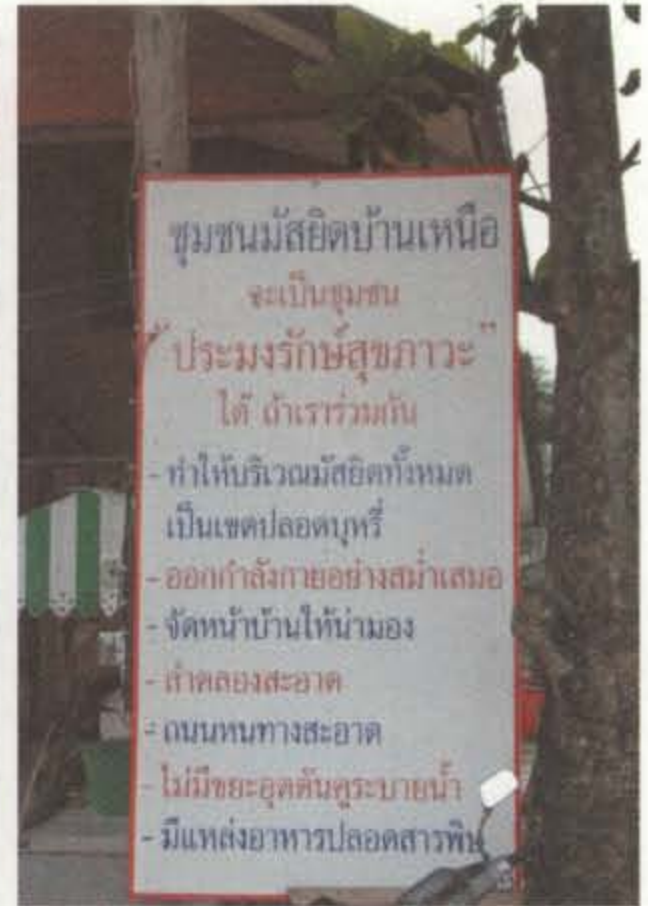 ชุมชนมัสยิดบ้านเหนือ
จะเป็นชุมชน
"ประมงรักษ์สุขภาวะ"
ได้ ถ้าเราร่วมกัน
- ทำให้บริเวณมัสยิดทั้งหมด
เป็นเขตปลอดบุหรี่
- ออกกำลังกายอย่างสม่ำเสมอ
- จัดหน้าบ้านให้น่ามอง
- ลำคลองสะอาด
- ถนนหนทางสะอาด
- ไม่มีขยะอุดตันคูระบายน้ำ
- มีแหล่งอาหารปลอดสารพิษ